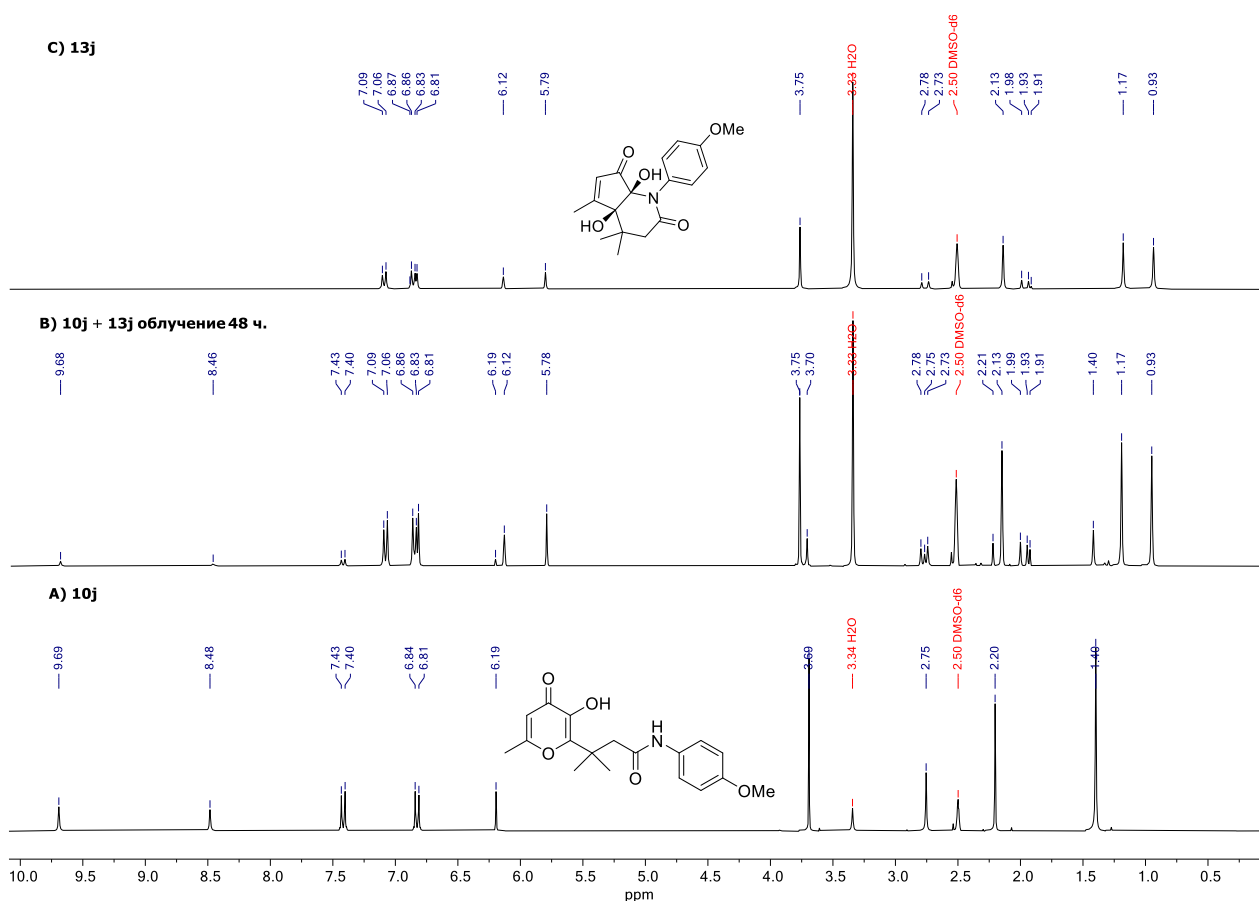 C) 13j
7.09
7.06
6.87
6.86
6.83
6.81
6.12
5.79
3.75
3.33 H2O
2.78
2.73
2.50 DMSO-d6
2.13
1.98
1.93
1.91
1.17
0.93
OMe
O
OH
N
HO
O
B) 10j + 13j облучение 48 ч.
9.68
8.46
7.43
7.40
7.09
7.06
6.86
6.83
6.81
6.19
6.12
5.78
3.75
3.70
3.33 H2O
2.78
2.75
2.73
2.50 DMSO-d6
2.21
2.13
1.99
1.93
1.91
1.40
1.17
0.93
A) 10j
9.69
8.48
7.43
7.40
6.84
6.81
6.19
3.69
3.34 H2O
2.75
2.50 DMSO-d6
2.20
1.40
O
OH
O
H
N
O
OMe
10.0 9.5 9.0 8.5 8.0 7.5 7.0 6.5 6.0 5.5 5.0 4.5 4.0 3.5 3.0 2.5 2.0 1.5 1.0 0.5
ppm